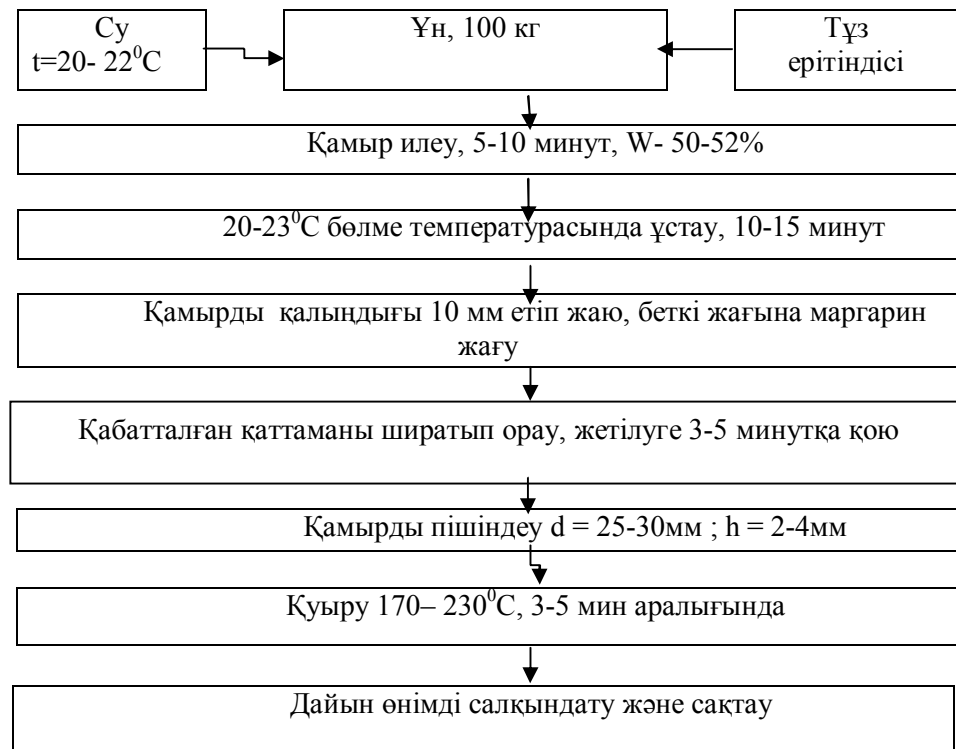 Су
t=20- 22⁰С
Ұн, 100 кг
Тұз
ерітіндісі
Қамыр илеу, 5-10 минут, W- 50-52%
20-23⁰С бөлме температурасында ұстау, 10-15 минут
Қамырды қалыңдығы 10 мм етіп жаю, беткі жағына маргарин
жағу
Қабатталған қаттаманы ширатып орау, жетілуге 3-5 минутқа қою
Қамырды пішіндеу d = 25-30мм ; h = 2-4мм
Қуыру 170– 230⁰С, 3-5 мин аралығында
Дайын өнімді салқындату және сақтау